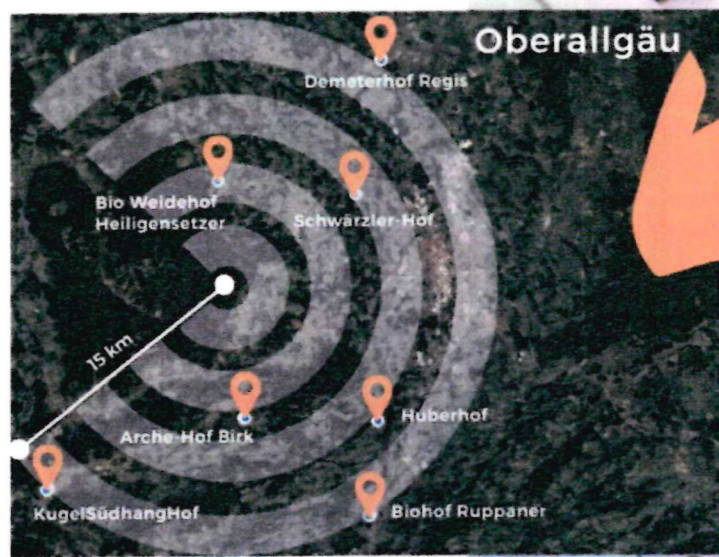 Oberallgäu
Demeterhof Regis
Bio Weidehof
Heiligensetzer
Schwärzler-Hof
15 km
Arche-Hof Birk
Huberhof
KugelSüdhangHof
Biohof Ruppaner